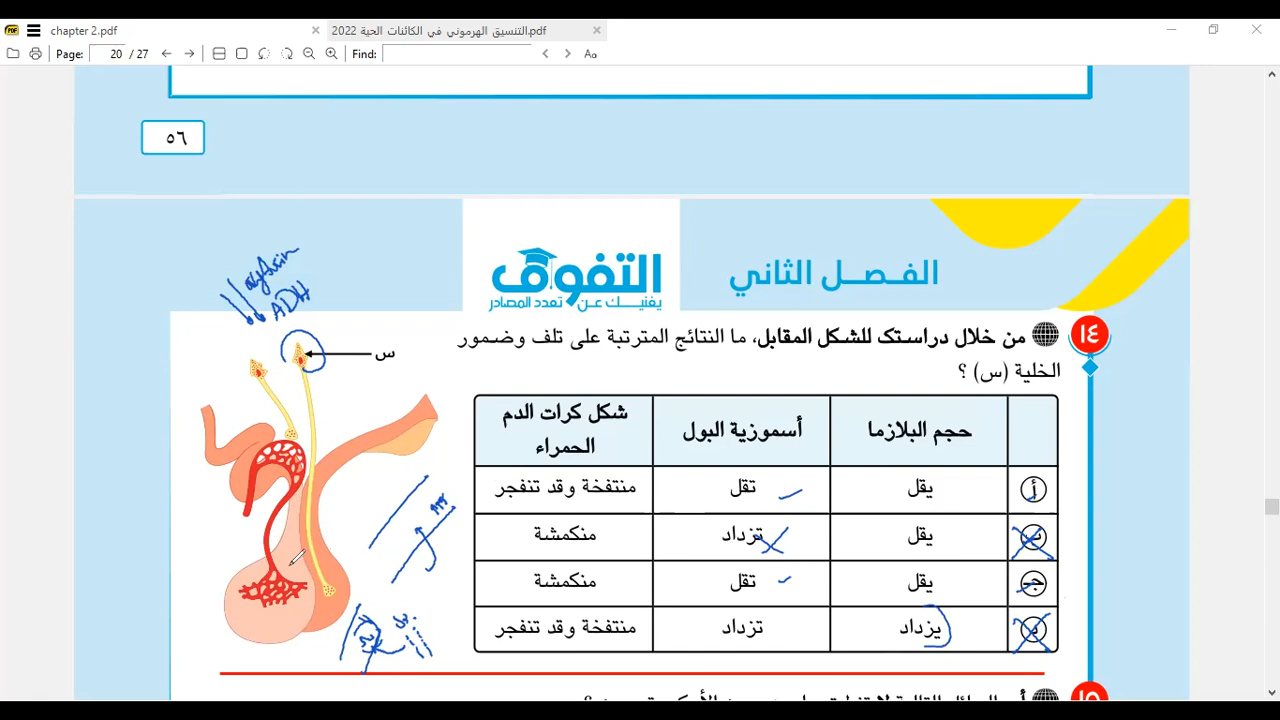 chapter 2.pdf
التنسيق الهرموني في الكائنات الحية 2022.pdf
Page: 20 / 27 Find: Aa
٥٦
الفصل الثاني
التفوق
يغنيك عن تعدد المصادر
١٤ من خلال دراستك للشكل المقابل، ما النتائج المترتبة على تلف وضمور
الخلية (س) ؟
حجم البلازما أسموزية البول شكل كرات الدم الحمراء
أ يقل تقل منتفخة وقد تنفجر
ب يقل تزداد منكمشة
جـ يقل تقل منكمشة
د يزداد تزداد منتفخة وقد تنفجر
س
ADH
١٥